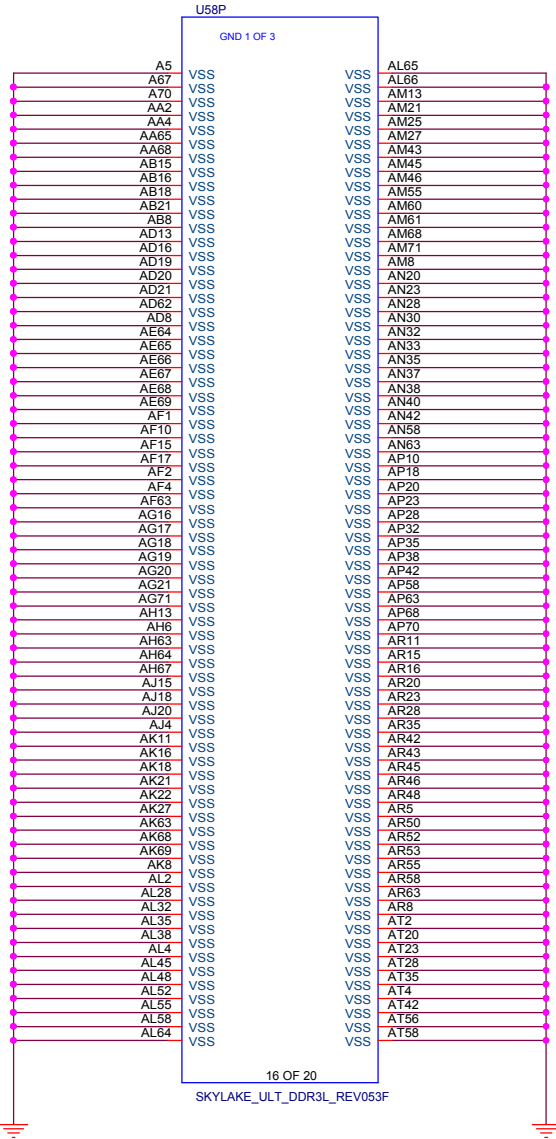 U58P
GND 1 OF 3
A5 VSS VSS AL65
A67 VSS VSS AL66
A70 VSS VSS AM13
AA2 VSS VSS AM21
AA4 VSS VSS AM25
AA65 VSS VSS AM27
AA68 VSS VSS AM43
AB15 VSS VSS AM45
AB16 VSS VSS AM46
AB18 VSS VSS AM55
AB21 VSS VSS AM60
AB8 VSS VSS AM61
AD13 VSS VSS AM68
AD16 VSS VSS AM71
AD19 VSS VSS AM8
AD20 VSS VSS AN20
AD21 VSS VSS AN23
AD62 VSS VSS AN28
AD8 VSS VSS AN30
AE64 VSS VSS AN32
AE65 VSS VSS AN33
AE66 VSS VSS AN35
AE67 VSS VSS AN37
AE68 VSS VSS AN38
AE69 VSS VSS AN40
AF1 VSS VSS AN42
AF10 VSS VSS AN58
AF15 VSS VSS AN63
AF17 VSS VSS AP10
AF2 VSS VSS AP18
AF4 VSS VSS AP20
AF63 VSS VSS AP23
AG16 VSS VSS AP28
AG17 VSS VSS AP32
AG18 VSS VSS AP35
AG19 VSS VSS AP38
AG20 VSS VSS AP42
AG21 VSS VSS AP58
AG71 VSS VSS AP63
AH13 VSS VSS AP68
AH6 VSS VSS AP70
AH63 VSS VSS AR11
AH64 VSS VSS AR15
AH67 VSS VSS AR16
AJ15 VSS VSS AR20
AJ18 VSS VSS AR23
AJ20 VSS VSS AR28
AJ4 VSS VSS AR35
AK11 VSS VSS AR42
AK16 VSS VSS AR43
AK18 VSS VSS AR45
AK21 VSS VSS AR46
AK22 VSS VSS AR48
AK27 VSS VSS AR5
AK63 VSS VSS AR50
AK68 VSS VSS AR52
AK69 VSS VSS AR53
AK8 VSS VSS AR55
AL2 VSS VSS AR58
AL28 VSS VSS AR63
AL32 VSS VSS AR8
AL35 VSS VSS AT2
AL38 VSS VSS AT20
AL4 VSS VSS AT23
AL45 VSS VSS AT28
AL48 VSS VSS AT35
AL52 VSS VSS AT4
AL55 VSS VSS AT42
AL58 VSS VSS AT56
AL64 VSS VSS AT58
16 OF 20
SKYLAKE_ULT_DDR3L_REV053F